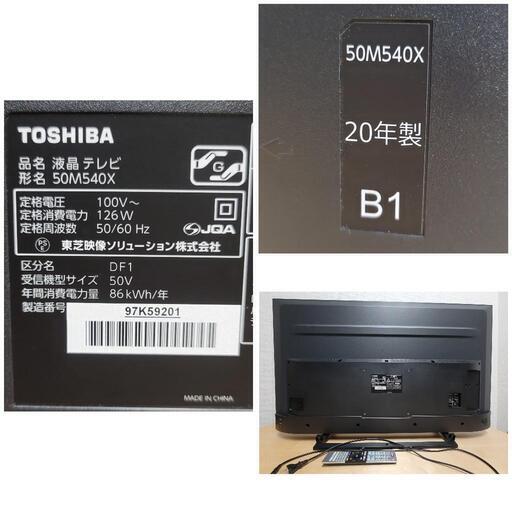 TOSHIBA
品名 液晶テレビ
形名 50M540X
G
定格電圧 100V～
定格消費電力 126W
定格周波数 50/60 Hz
JQA
PS
E
東芝映像ソリューション株式会社
区分名 DF1
受信機型サイズ 50V
年間消費電力量 86kWh/年
製造番号
97K59201
MADE IN CHINA
50M540X
20年製
B1